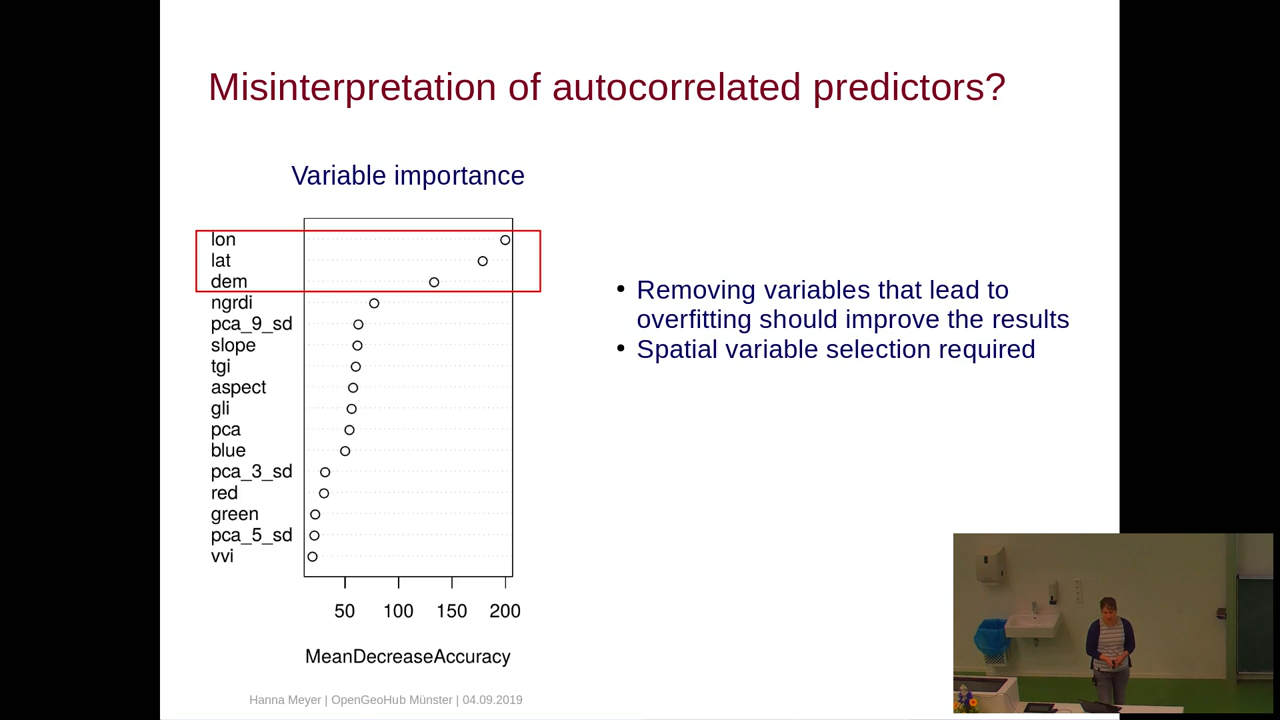 Misinterpretation of autocorrelated predictors?
Variable importance
lon
lat
dem
ngrdi
pca_9_sd
slope
tgi
aspect
gli
pca
blue
pca_3_sd
red
green
pca_5_sd
vvi
50 100 150 200
MeanDecreaseAccuracy
• Removing variables that lead to
overfitting should improve the results
• Spatial variable selection required
Hanna Meyer | OpenGeoHub Münster | 04.09.2019